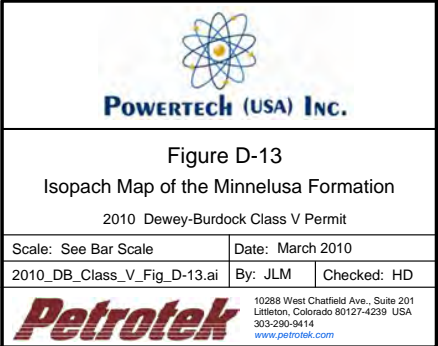 POWERTECH (USA) INC.
Figure D-13
Isopach Map of the Minnelusa Formation
2010 Dewey-Burdock Class V Permit
Scale: See Bar Scale
Date: March 2010
2010_DB_Class_V_Fig_D-13.ai
By: JLM
Checked: HD
Petrotek
10288 West Chatfield Ave., Suite 201
Littleton, Colorado 80127-4239 USA
303-290-9414
www.petrotek.com